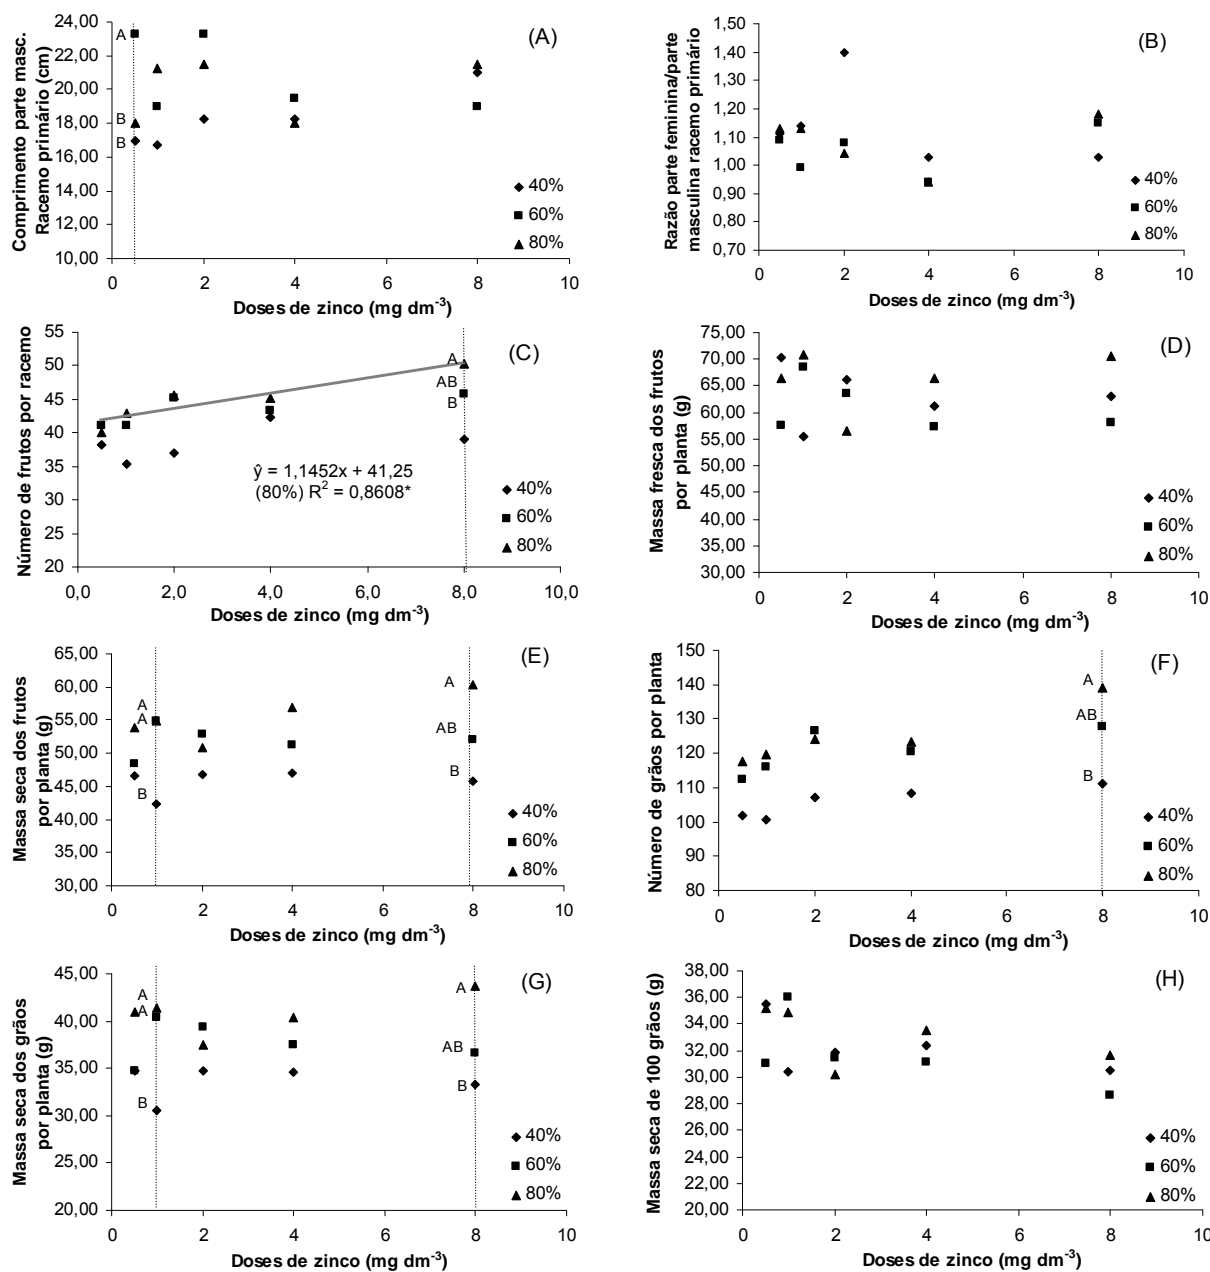 (A)
Comprimento parte masc.
Racemo primário (cm)
24,00
22,00
20,00
18,00
16,00
14,00
12,00
10,00
A
B
B
40%
60%
80%
0 2 4 6 8 10
Doses de zinco (mg dm⁻³)
(B)
Razão parte feminina/parte
masculina racemo primário
1,50
1,40
1,30
1,20
1,10
1,00
0,90
0,80
0,70
40%
60%
80%
0 2 4 6 8 10
Doses de zinco (mg dm⁻³)
(C)
Número de frutos por racemo
55
50
45
40
35
30
25
20
A
AB
B
ŷ = 1,1452x + 41,25
(80%) R² = 0,8608*
40%
60%
80%
0,0 2,0 4,0 6,0 8,0 10,0
Doses de zinco (mg dm⁻³)
(D)
Massa fresca dos frutos
por planta (g)
75,00
70,00
65,00
60,00
55,00
50,00
45,00
40,00
35,00
30,00
40%
60%
80%
0 2 4 6 8 10
Doses de zinco (mg dm⁻³)
(E)
Massa seca dos frutos
por planta (g)
65,00
60,00
55,00
50,00
45,00
40,00
35,00
30,00
A
A
B
A
AB
B
40%
60%
80%
0 2 4 6 8 10
Doses de zinco (mg dm⁻³)
(F)
Número de grãos por planta
150
140
130
120
110
100
90
80
A
AB
B
40%
60%
80%
0 2 4 6 8 10
Doses de zinco (mg dm⁻³)
(G)
Massa seca dos grãos
por planta (g)
45,00
40,00
35,00
30,00
25,00
20,00
A
A
B
A
AB
B
40%
60%
80%
0 2 4 6 8 10
Doses de zinco (mg dm⁻³)
(H)
Massa seca de 100 grãos (g)
38,00
36,00
34,00
32,00
30,00
28,00
26,00
24,00
22,00
20,00
40%
60%
80%
0 2 4 6 8 10
Doses de zinco (mg dm⁻³)